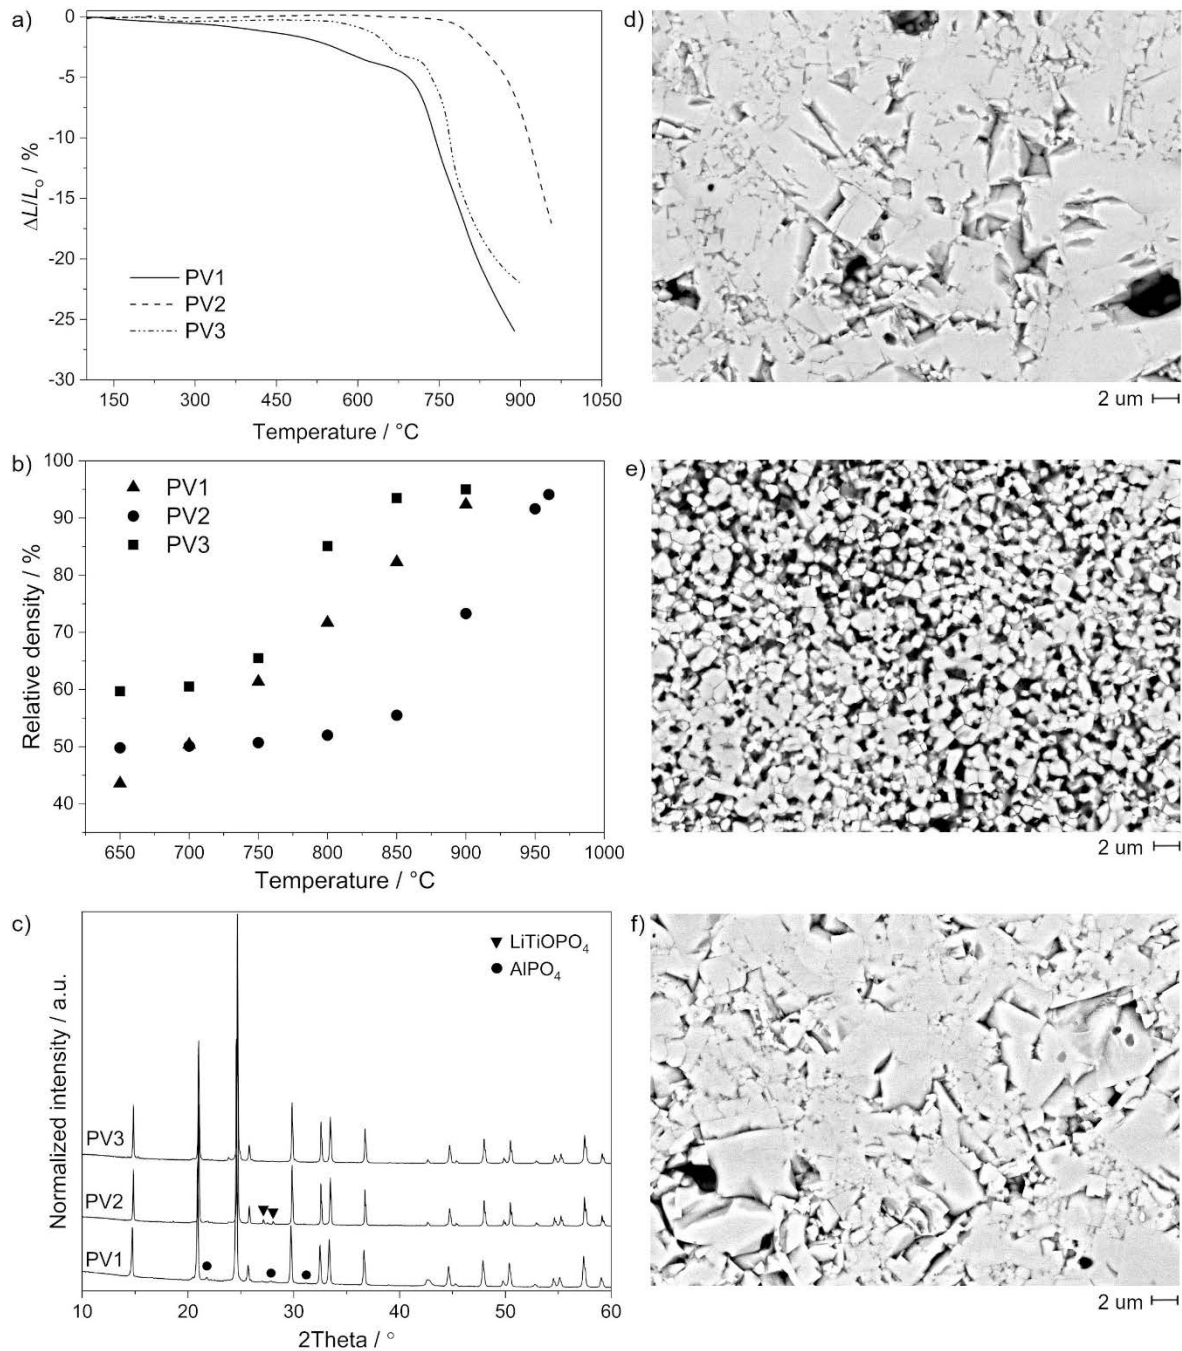 a)
0
-5
-10
-15
-20
-25
-30
ΔL/L₀ / %
PV1
PV2
PV3
150 300 450 600 750 900 1050
Temperature / °C
b)
100
90
80
70
60
50
40
Relative density / %
PV1
PV2
PV3
650 700 750 800 850 900 950 1000
Temperature / °C
c)
Normalized intensity / a.u.
LiTiOPO₄
AlPO₄
PV3
PV2
PV1
10 20 30 40 50 60
2Theta / °
d)
2 um
e)
2 um
f)
2 um